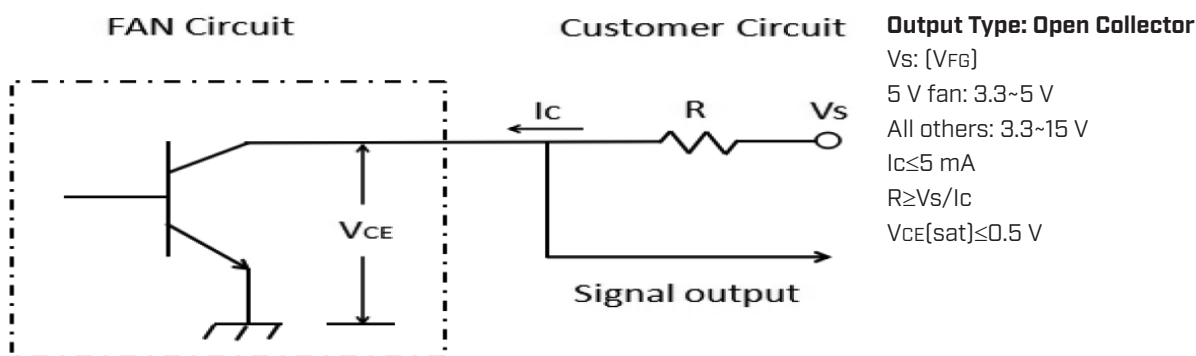 FAN Circuit
Customer Circuit
Ic
R
Vs
VCE
Signal output
Output Type: Open Collector
Vs: (VFG)
5 V fan: 3.3~5 V
All others: 3.3~15 V
Ic≤5 mA
R≥Vs/Ic
VCE(sat)≤0.5 V